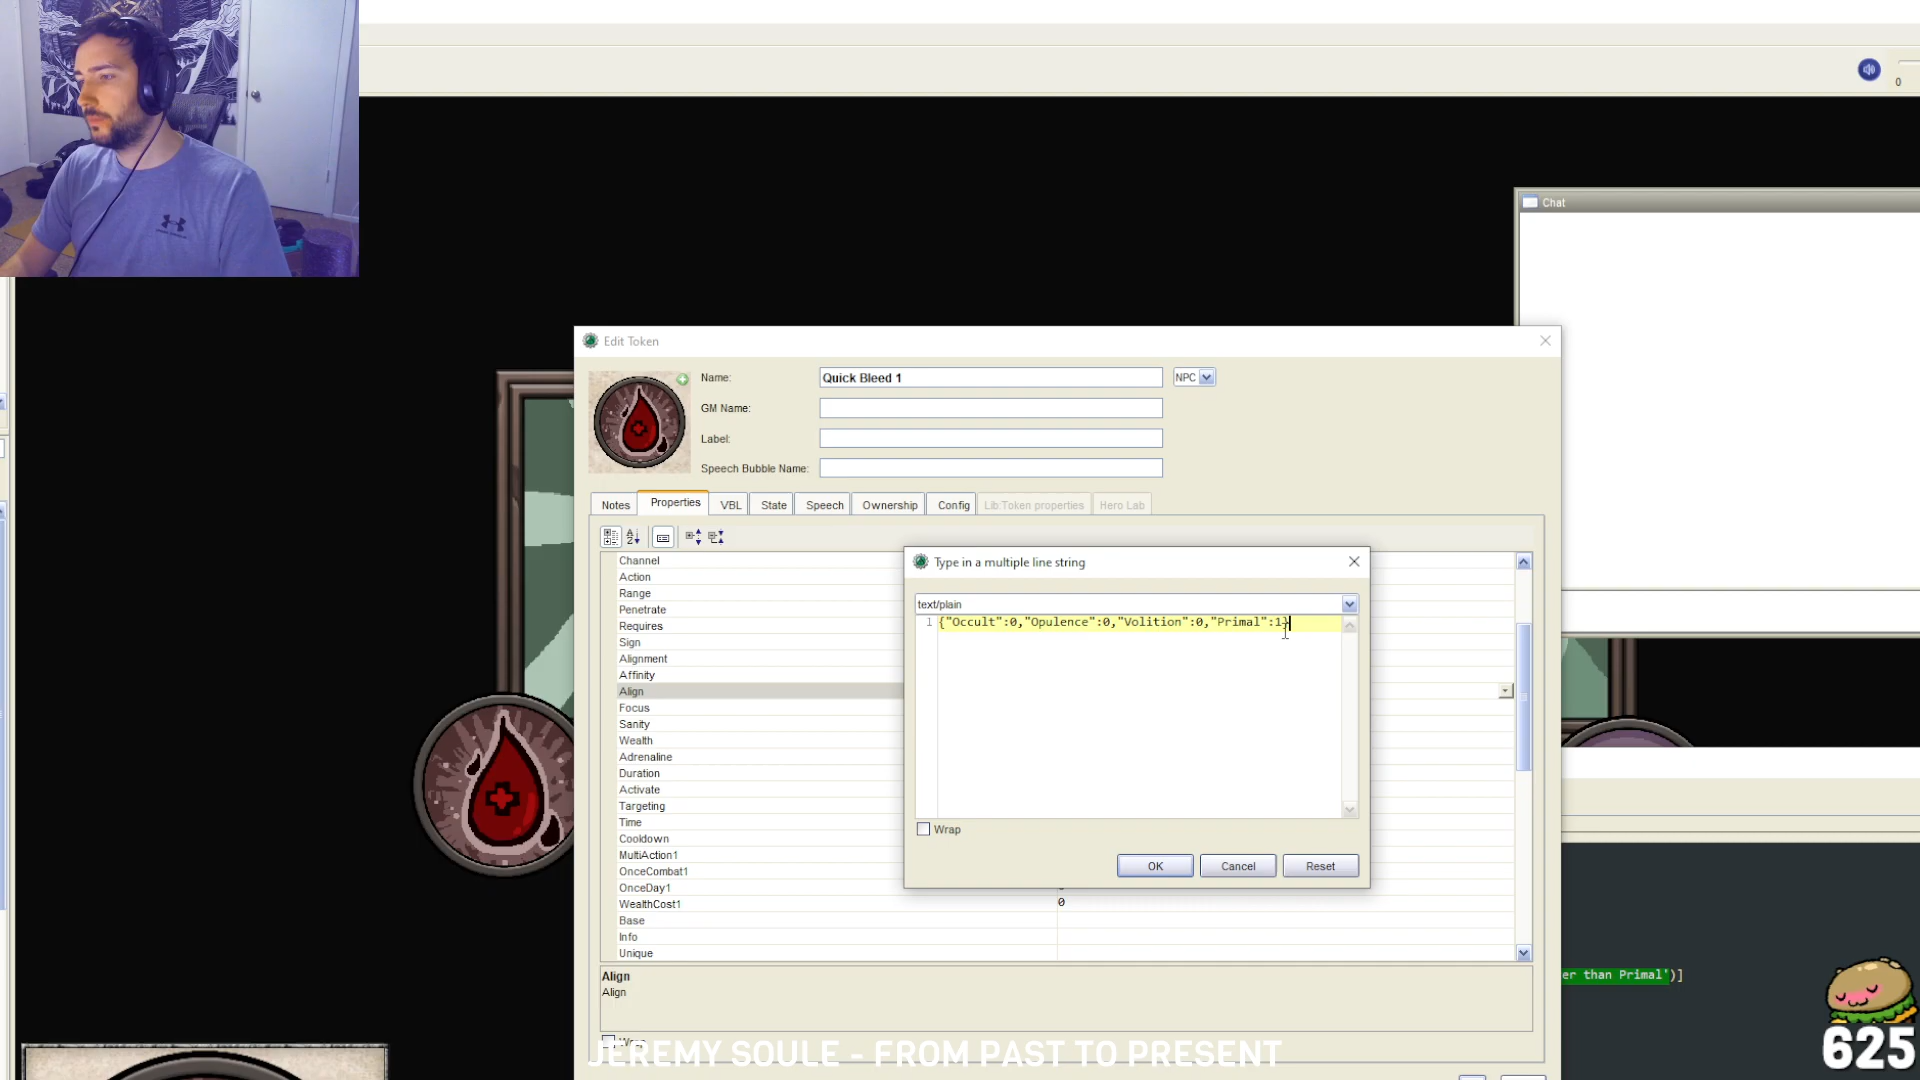 0
Chat
Edit Token
Name:
Quick Bleed 1
NPC
GM Name:
Label:
Speech Bubble Name:
Notes
Properties
VBL
State
Speech
Ownership
Config
Lib:Token properties
Hero Lab
Channel
Action
Range
Penetrate
Requires
Sign
Alignment
Affinity
Align
Focus
Sanity
Wealth
Adrenaline
Duration
Activate
Targeting
Time
Cooldown
MultiAction1
OnceCombat1
OnceDay1
WealthCost1
0
Base
Info
Unique
Type in a multiple line string
text/plain
1
{"Occult":0,"Opulence":0,"Volition":0,"Primal":1}
Wrap
OK
Cancel
Reset
Align
Align
Wrap
er than Primal')]
JEREMY SOULE - FROM PAST TO PRESENT
625